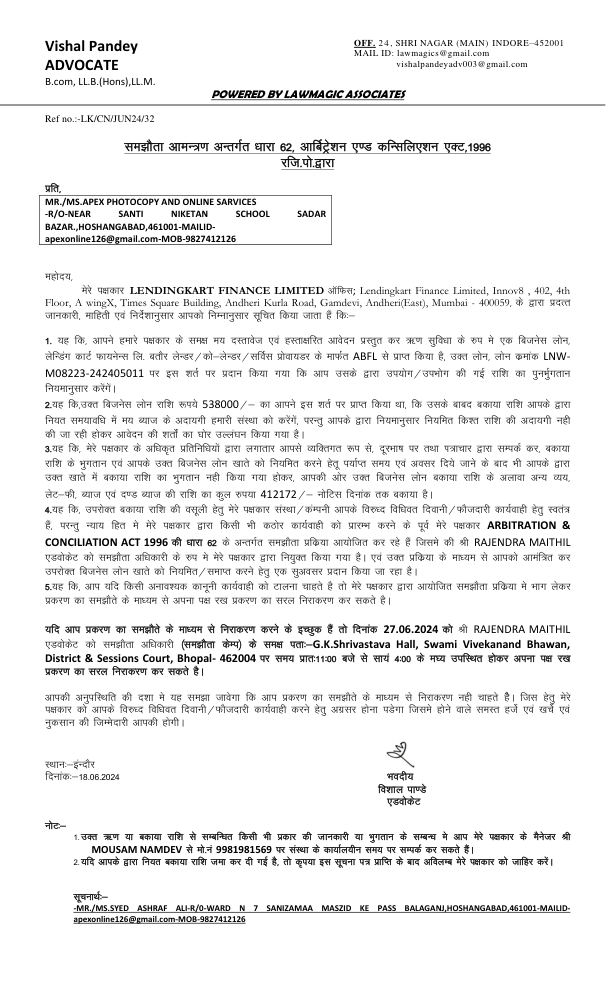 Vishal Pandey
ADVOCATE
B.com, LL.B.(Hons),LL.M.
OFF. 24, SHRI NAGAR (MAIN) INDORE-452001
MAIL ID: lawmagics@gmail.com
vishalpandeyadv003@gmail.com
POWERED BY LAWMAGIC ASSOCIATES
Ref no.:-LK/CN/JUN24/32
समझौता आमन्त्रण अन्तर्गत धारा 62, आर्बिट्रेशन एण्ड कन्सिलिएशन एक्ट,1996
रजि.पो.द्वारा
प्रति,
MR./MS.APEX PHOTOCOPY AND ONLINE SARVICES
-R/O-NEAR SANTI NIKETAN SCHOOL SADAR
BAZAR.,HOSHANGABAD,461001-MAILID-
apexonline126@gmail.com-MOB-9827412126
महोदय,
मेरे पक्षकार LENDINGKART FINANCE LIMITED ऑफिस; Lendingkart Finance Limited, Innov8 , 402, 4th
Floor, A wingX, Times Square Building, Andheri Kurla Road, Gamdevi, Andheri(East), Mumbai - 400059, के द्वारा प्रदत्त
जानकारी, माहिती एवं निर्देशानुसार आपको निम्नानुसार सूचित किया जाता हैं कि:–
1. यह कि, आपने हमारे पक्षकार के समक्ष मय दस्तावेज एवं हस्ताक्षरित आवेदन प्रस्तुत कर ऋण सुविधा के रुप मे एक बिजनेस लोन,
लेन्डिंग कार्ट फायनेन्स लि. बतौर लेन्डर/को–लेन्डर/सर्विस प्रोवायडर के मार्फत ABFL से प्राप्त किया है, उक्त लोन, लोन क्रमांक LNW-
M08223-242405011 पर इस शर्त पर प्रदान किया गया कि आप उसके द्वारा उपयोग/उपभोग की गई राशि का पुनर्भुगतान
नियमानुसार करेंगें।
2.यह कि,उक्त बिजनेस लोन राशि रूपये 538000/– का आपने इस शर्त पर प्राप्त किया था, कि उसके बाबद बकाया राशि आपके द्वारा
नियत समयावधि में मय ब्याज के अदायगी हमारी संस्था को करेंगें, परन्तु आपके द्वारा नियमानुसार नियमित किश्त राशि की अदायगी नही
की जा रही होकर आवेदन की शर्तों का घोर उल्लंघन किया गया है।
3.यह कि, मेरे पक्षकार के अधिकृत प्रतिनिधियों द्वारा लगातार आपसे व्यक्तिगत रूप से, दूरभाष पर तथा पत्राचार द्वारा सम्पर्क कर, बकाया
राशि के भुगतान एवं आपके उक्त बिजनेस लोन खाते को नियमित करने हेतू पर्याप्त समय एवं अवसर दिये जाने के बाद भी आपके द्वारा
उक्त खाते में बकाया राशि का भुगतान नही किया गया होकर, आपकी ओर उक्त बिजनेस लोन बकाया राशि के अलावा अन्य व्यय,
लेट–फी, ब्याज एवं दण्ड ब्याज की राशि का कुल रुपया 412172/– नोटिस दिनांक तक बकाया है।
4.यह कि, उपरोक्त बकाया राशि की वसूली हेतु मेरे पक्षकार संस्था/कंपनी आपके विरुध्द विधिवत दिवानी/फौजदारी कार्यवाही हेतु स्वतंत्र
हैं, परन्तु न्याय हित मे मेरे पक्षकार द्वारा किसी भी कठोर कार्यवाही को प्रारम्भ करने के पूर्व मेरे पक्षकार ARBITRATION &
CONCILIATION ACT 1996 की धारा 62 के अन्तरर्गत समझौता प्रक्रिया आयोजित कर रहे हैं जिसमे की श्री RAJENDRA MAITHIL
एडवोकेट को समझौता अधिकारी के रुप मे मेरे पक्षकार द्वारा नियुक्त किया गया है। एवं उक्त प्रक्रिया के माध्यम से आपको आमंत्रित कर
उपरोक्त बिजनेस लोन खाते को नियमित/समाप्त करने हेतु एक सुअवसर प्रदान किया जा रहा है।
5.यह कि, आप यदि किसी अनावश्यक कानूनी कार्यवाही को टालना चाहते है तो मेरे पक्षकार द्वारा आयोजित समझौता प्रक्रिया मे भाग लेकर
प्रकरण का समझौते के माध्यम से अपना पक्ष रख प्रकरण का सरल निराकरण कर सकते है।
यदि आप प्रकरण का समझौते के माध्यम से निराकरण करने के इच्छुक हैं तो दिनांक 27.06.2024 को श्री RAJENDRA MAITHIL
एडवोकेट को समझौता अधिकारी (समझौता केम्प) के समक्ष पता:–G.K.Shrivastava Hall, Swami Vivekanand Bhawan,
District & Sessions Court, Bhopal- 462004 पर समय प्रात:11:00 बजे से सायं 4:00 के मघ्य उपस्थित होकर अपना पक्ष रख
प्रकरण का सरल निराकरण कर सकते है।
आपकी अनुपस्थिति की दशा मे यह समझा जावेगा कि आप प्रकरण का समझौते के माध्यम से निराकरण नही चाहते हैै। जिस हेतु मेरे
पक्षकार को आपके विरुध्द विधिवत दिवानी/फौजदारी कार्यवाही करने हेतु अग्रसर होना पडेगा जिसमे होने वाले समस्त हर्जे एवं खर्चे एवं
नुकसान की जिम्मेदारी आपकी होगी।
स्थान:–इंन्दौर
दिनांक:–18.06.2024
भवदीय
विशाल पाण्डे
एडवोकेट
नोट:–
1.उक्त ऋण या बकाया राशि से सम्बन्धित किसी भी प्रकार की जानकारी या भुगतान के सम्बन्ध मे आप मेरे पक्षकार के मैनेजर श्री
MOUSAM NAMDEV से मो.नं 9981981569 पर संस्था के कार्यालयीन समय पर सम्पर्क कर सकते हैं।
2.यदि आपके द्वारा नियत बकाया राशि जमा कर दी गई है, तो कृपया इस सूचना पत्र प्राप्ति के बाद अविलम्ब मेरे पक्षकार को जाहिर करें।
सूचनार्थ:–
-MR./MS.SYED ASHRAF ALI-R/0-WARD N 7 SANIZAMAA MASZID KE PASS BALAGANJ,HOSHANGABAD,461001-MAILID-
apexonline126@gmail.com-MOB-9827412126